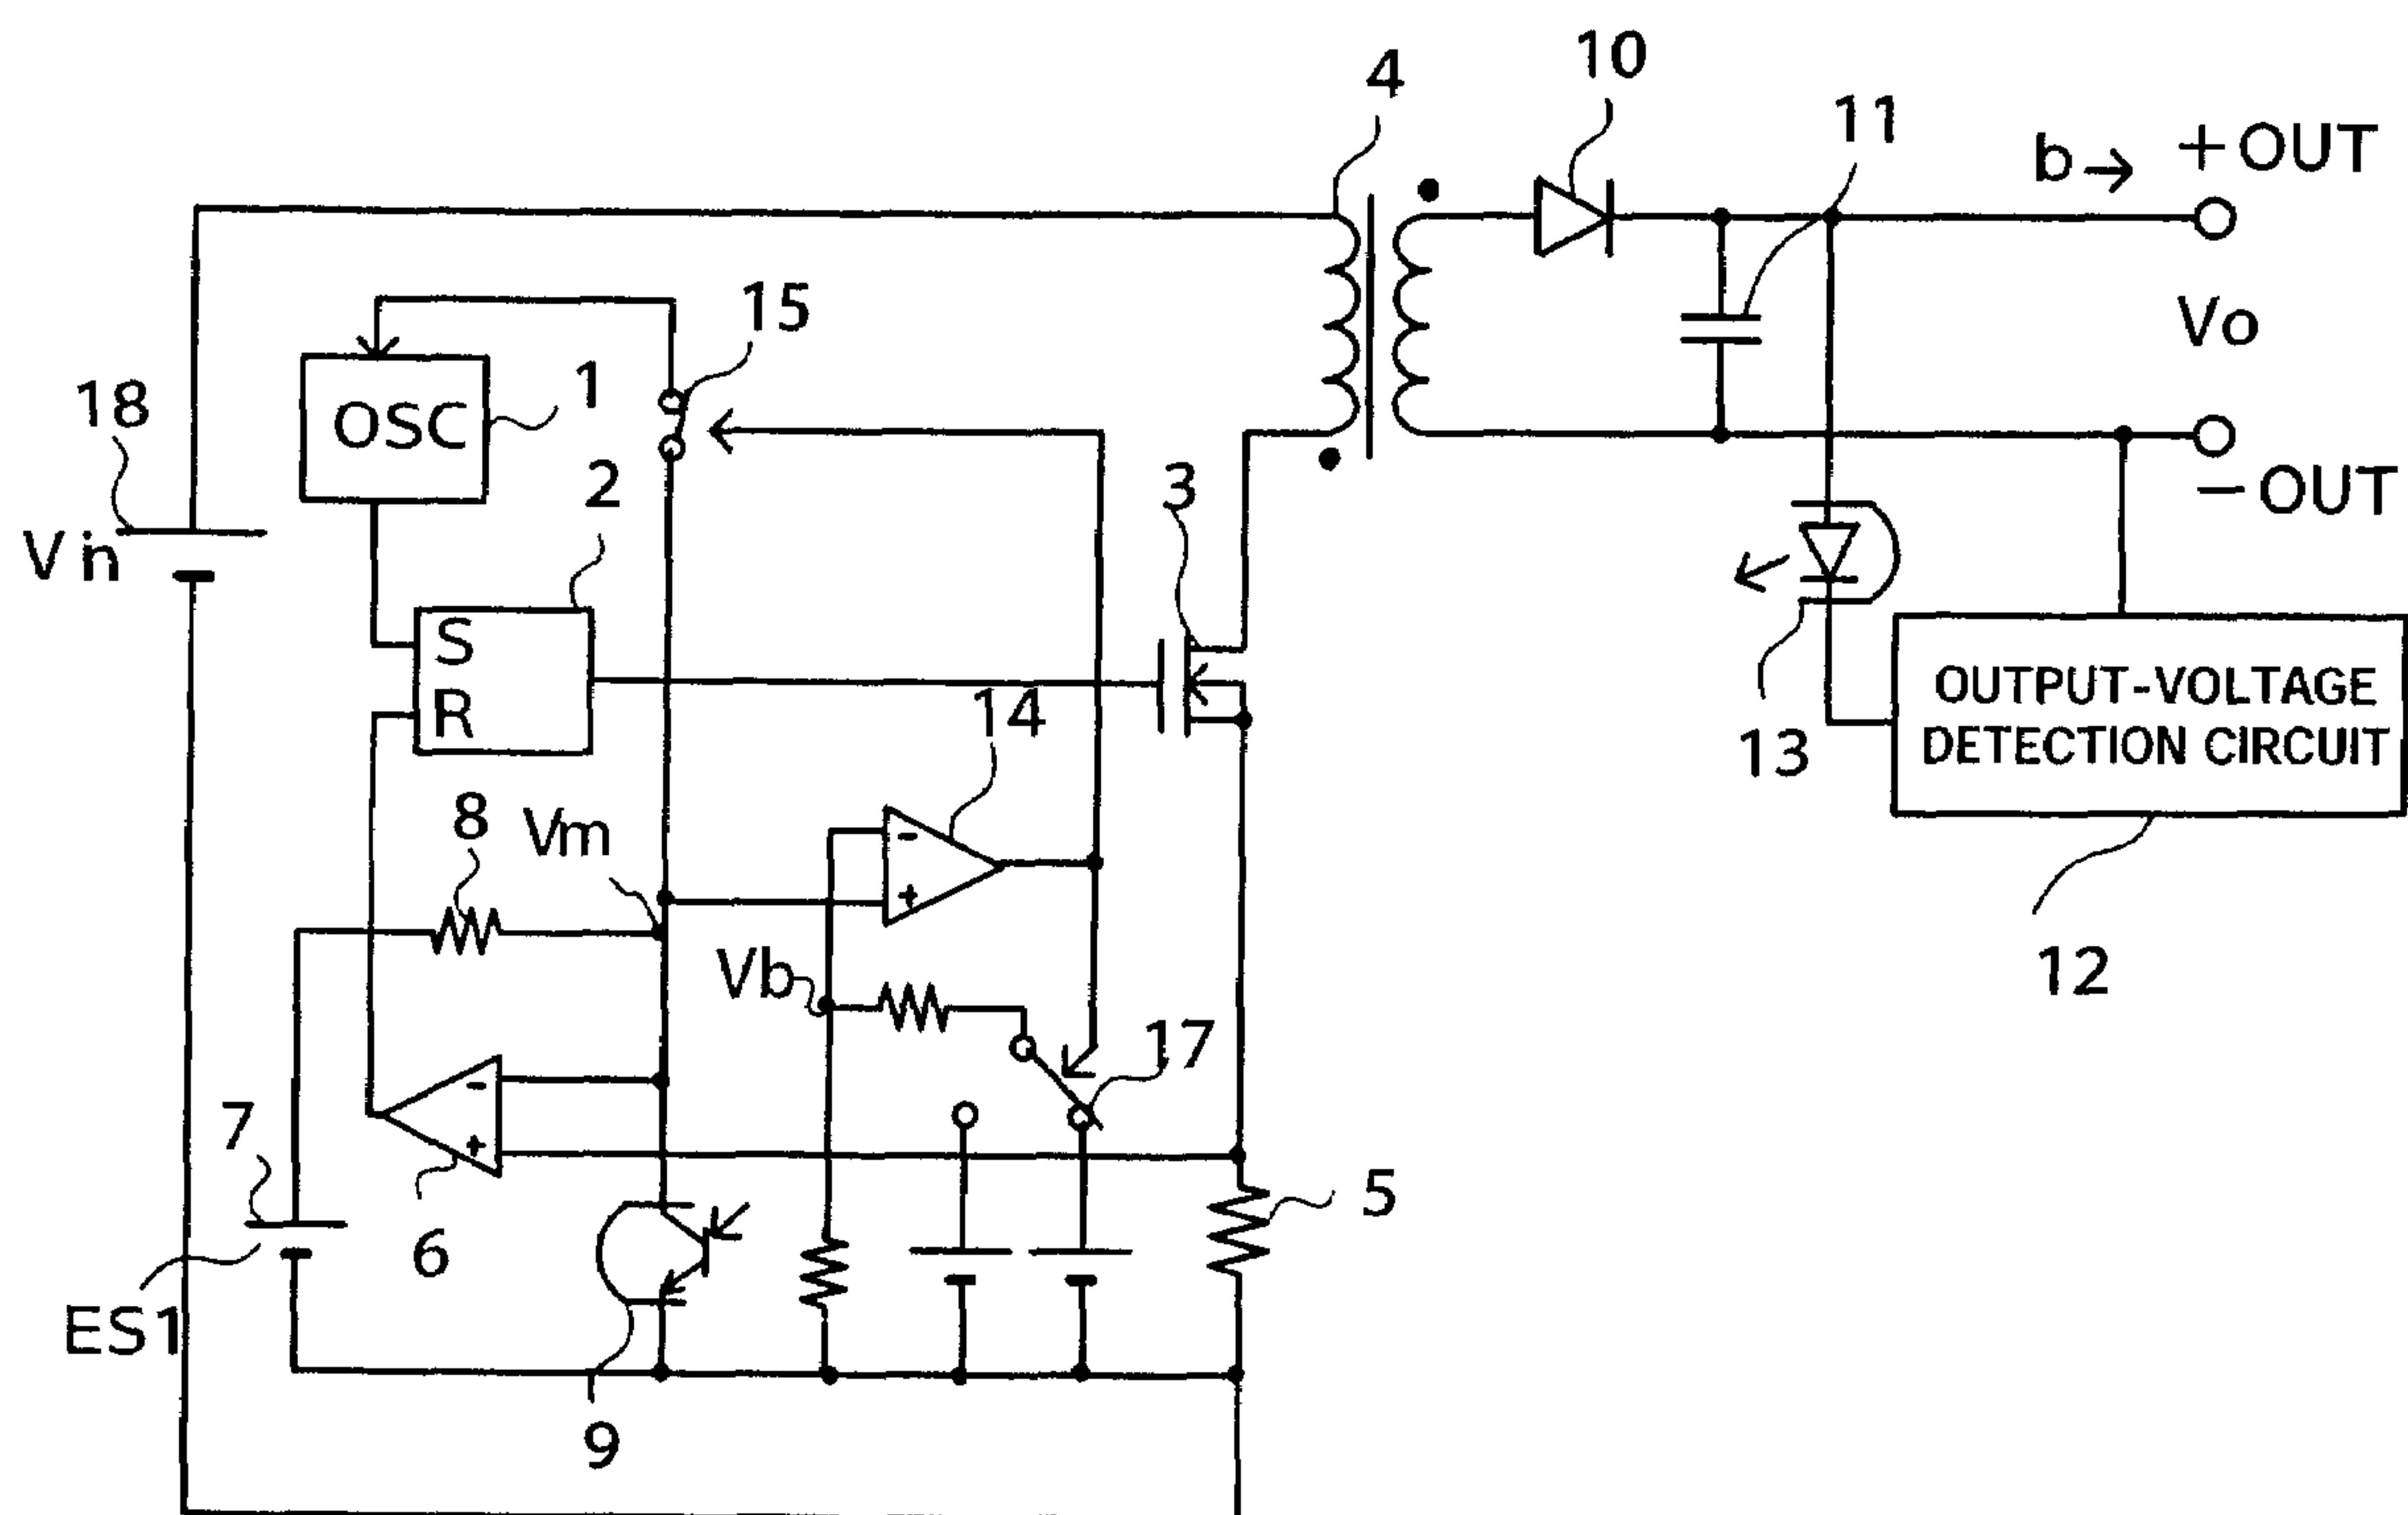 10
4
11
+OUT
b
15
Vo
18
OSC
1
2
3
-OUT
Vin
S
R
14
OUTPUT-VOLTAGE
DETECTION CIRCUIT
13
8
Vm
-
+
Vb
12
17
7
-
+
5
6
ES1
9